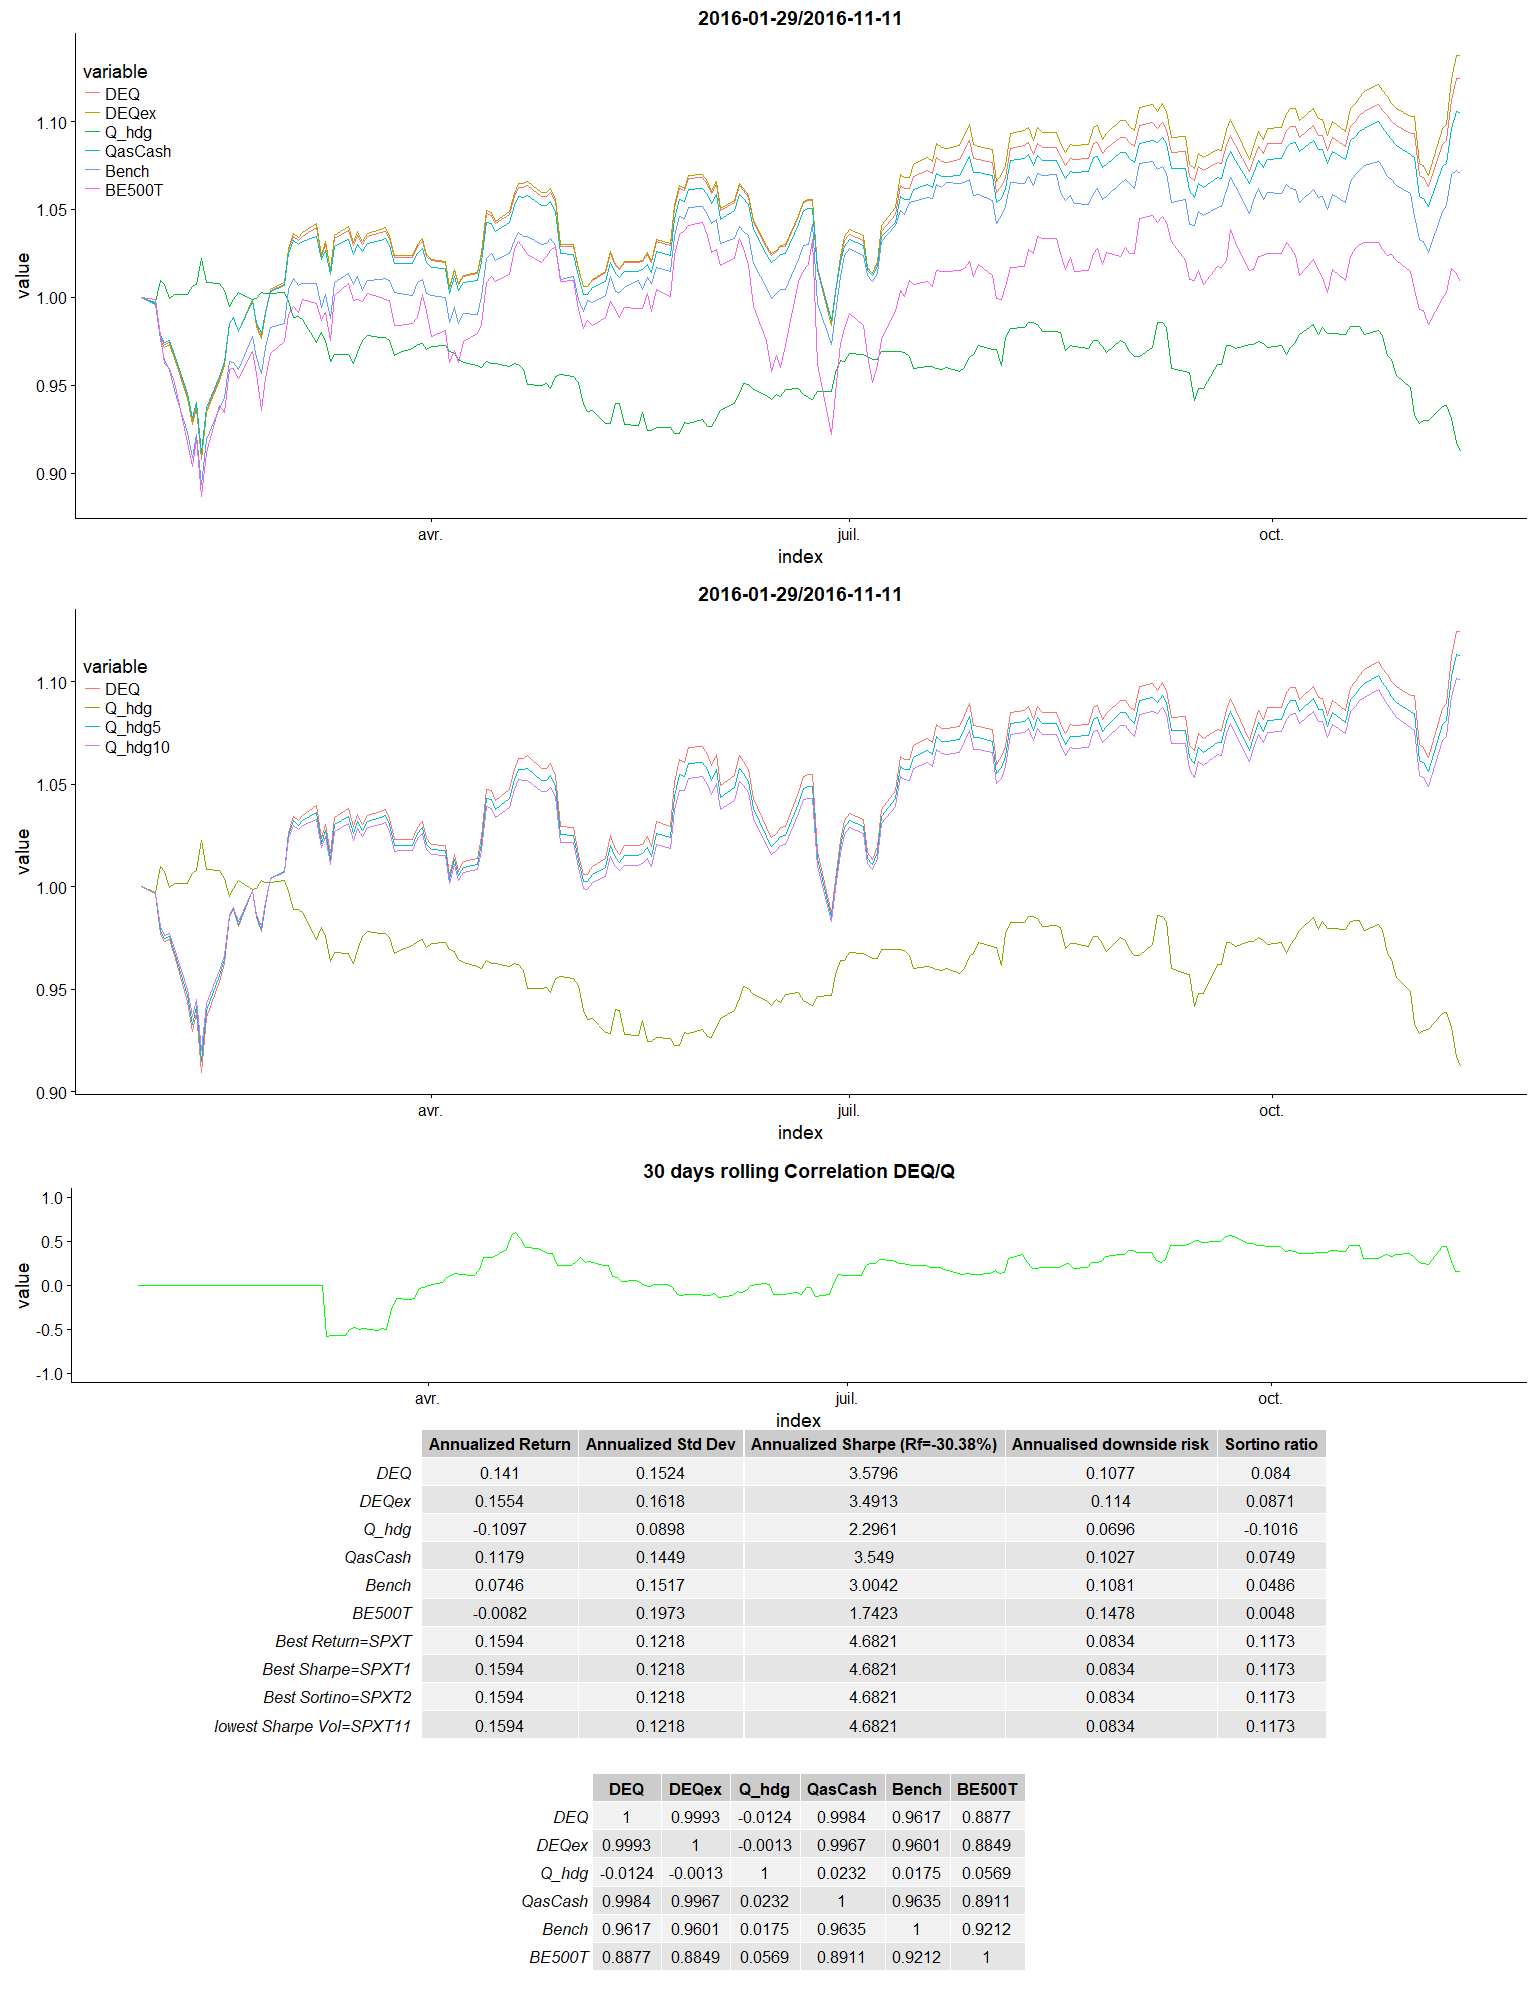 2016-01-29/2016-11-11
variable
DEQ
DEQex
Q_hdg
QasCash
Bench
BE500T
1.10
1.05
1.00
0.95
0.90
value
avr. juil. oct.
index
2016-01-29/2016-11-11
variable
DEQ
Q_hdg
Q_hdg5
Q_hdg10
1.10
1.05
1.00
0.95
0.90
value
avr. juil. oct.
index
30 days rolling Correlation DEQ/Q
1.0
0.5
0.0
-0.5
-1.0
value
avr. juil. oct.
index
Annualized Return Annualized Std Dev Annualized Sharpe (Rf=-30.38%) Annualised downside risk Sortino ratio
DEQ 0.141 0.1524 3.5796 0.1077 0.084
DEQex 0.1554 0.1618 3.4913 0.114 0.0871
Q_hdg -0.1097 0.0898 2.2961 0.0696 -0.1016
QasCash 0.1179 0.1449 3.549 0.1027 0.0749
Bench 0.0746 0.1517 3.0042 0.1081 0.0486
BE500T -0.0082 0.1973 1.7423 0.1478 0.0048
Best Return=SPXT 0.1594 0.1218 4.6821 0.0834 0.1173
Best Sharpe=SPXT1 0.1594 0.1218 4.6821 0.0834 0.1173
Best Sortino=SPXT2 0.1594 0.1218 4.6821 0.0834 0.1173
lowest Sharpe Vol=SPXT11 0.1594 0.1218 4.6821 0.0834 0.1173
DEQ DEQex Q_hdg QasCash Bench BE500T
DEQ 1 0.9993 -0.0124 0.9984 0.9617 0.8877
DEQex 0.9993 1 -0.0013 0.9967 0.9601 0.8849
Q_hdg -0.0124 -0.0013 1 0.0232 0.0175 0.0569
QasCash 0.9984 0.9967 0.0232 1 0.9635 0.8911
Bench 0.9617 0.9601 0.0175 0.9635 1 0.9212
BE500T 0.8877 0.8849 0.0569 0.8911 0.9212 1